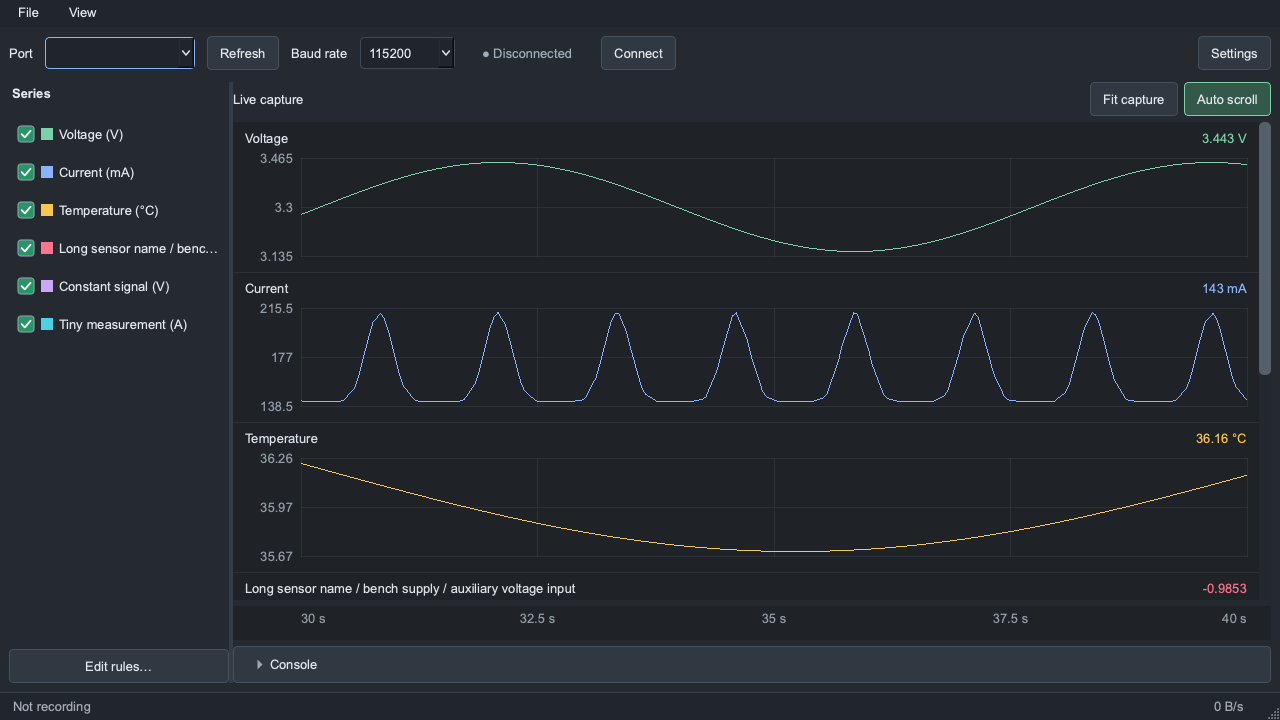 File View
Port Refresh Baud rate 115200 ● Disconnected Connect Settings
Series
Voltage (V)
Current (mA)
Temperature (°C)
Long sensor name / benc…
Constant signal (V)
Tiny measurement (A)
Edit rules…
Live capture Fit capture Auto scroll
Voltage 3.443 V
3.465
3.3
3.135
Current 143 mA
215.5
177
138.5
Temperature 36.16 °C
36.26
35.97
35.67
Long sensor name / bench supply / auxiliary voltage input -0.9853
30 s 32.5 s 35 s 37.5 s 40 s
Console
Not recording 0 B/s